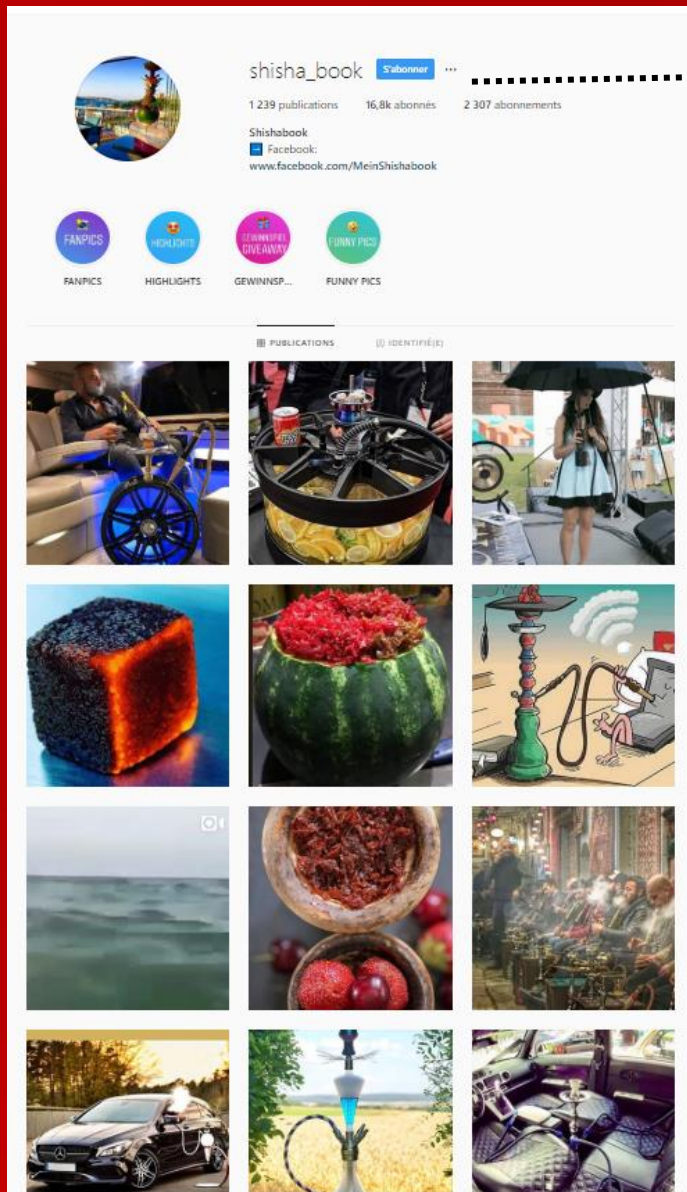 shisha_book S'abonner ...
1 239 publications 16,8k abonnés 2 307 abonnements
Shishabook
Facebook:
www.facebook.com/MeinShishabook
FANPICS HIGHLIGHTS GEWINNSPIEL FUNNY PICS
GIVEAWAY
FANPICS HIGHLIGHTS GEWINNSP... FUNNY PICS
PUBLICATIONS IDENTIFIÉ(E)